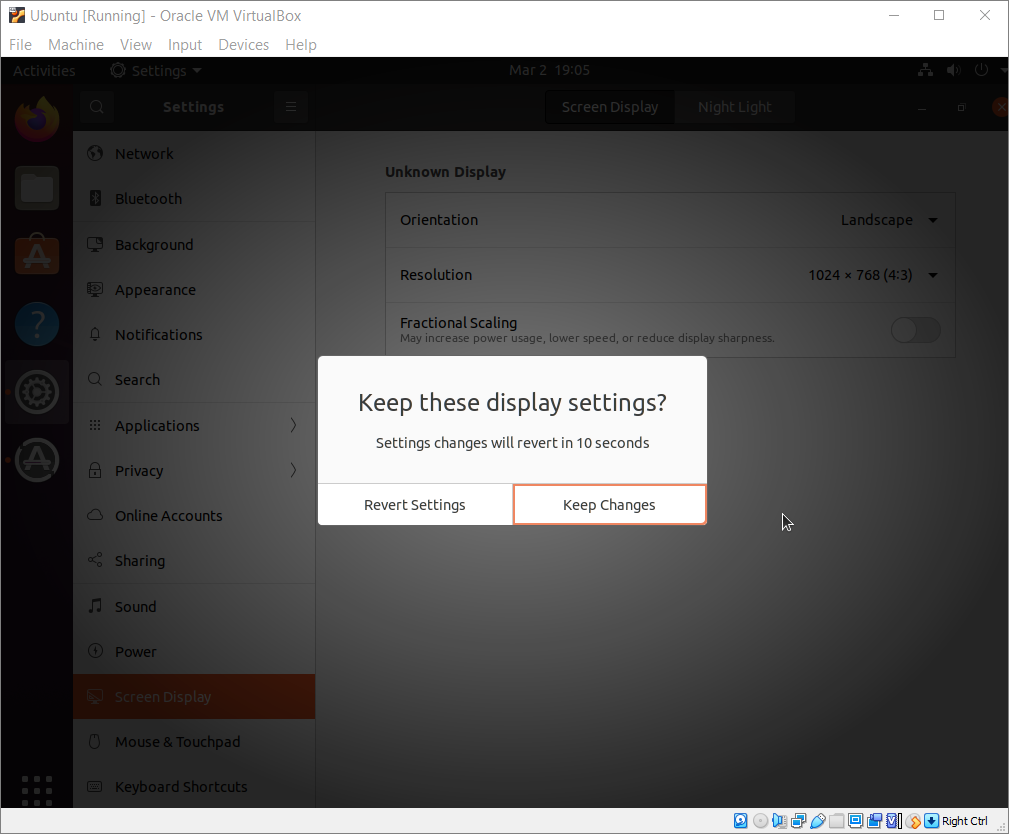 Ubuntu [Running] - Oracle VM VirtualBox
File Machine View Input Devices Help
Activities Settings Mar 2 19:05
Settings Screen Display Night Light
Network
Bluetooth
Background
Appearance
Notifications
Search
Applications
Privacy
Online Accounts
Sharing
Sound
Power
Screen Display
Mouse & Touchpad
Keyboard Shortcuts
Unknown Display
Orientation Landscape
Resolution 1024 × 768 (4:3)
Fractional Scaling
May increase power usage, lower speed, or reduce display sharpness.
Keep these display settings?
Settings changes will revert in 10 seconds
Revert Settings Keep Changes
Right Ctrl